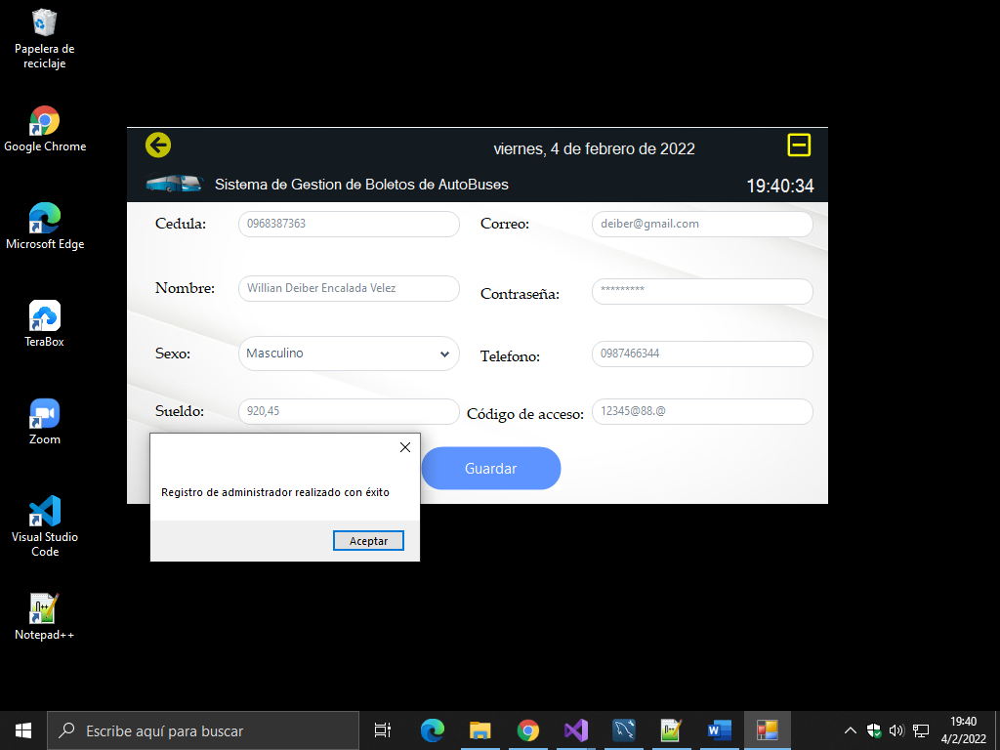 Papelera de
reciclaje
Google Chrome
Microsoft Edge
TeraBox
Zoom
Visual Studio
Code
Notepad++
viernes, 4 de febrero de 2022
Sistema de Gestion de Boletos de AutoBuses
19:40:34
Cedula:
0968387363
Correo:
deiber@gmail.com
Nombre:
Willian Deiber Encalada Velez
Contraseña:
*********
Sexo:
Masculino
Telefono:
0987466344
Sueldo:
920,45
Código de acceso:
12345@88.@
Guardar
Registro de administrador realizado con éxito
Aceptar
Escribe aquí para buscar
19:40
4/2/2022